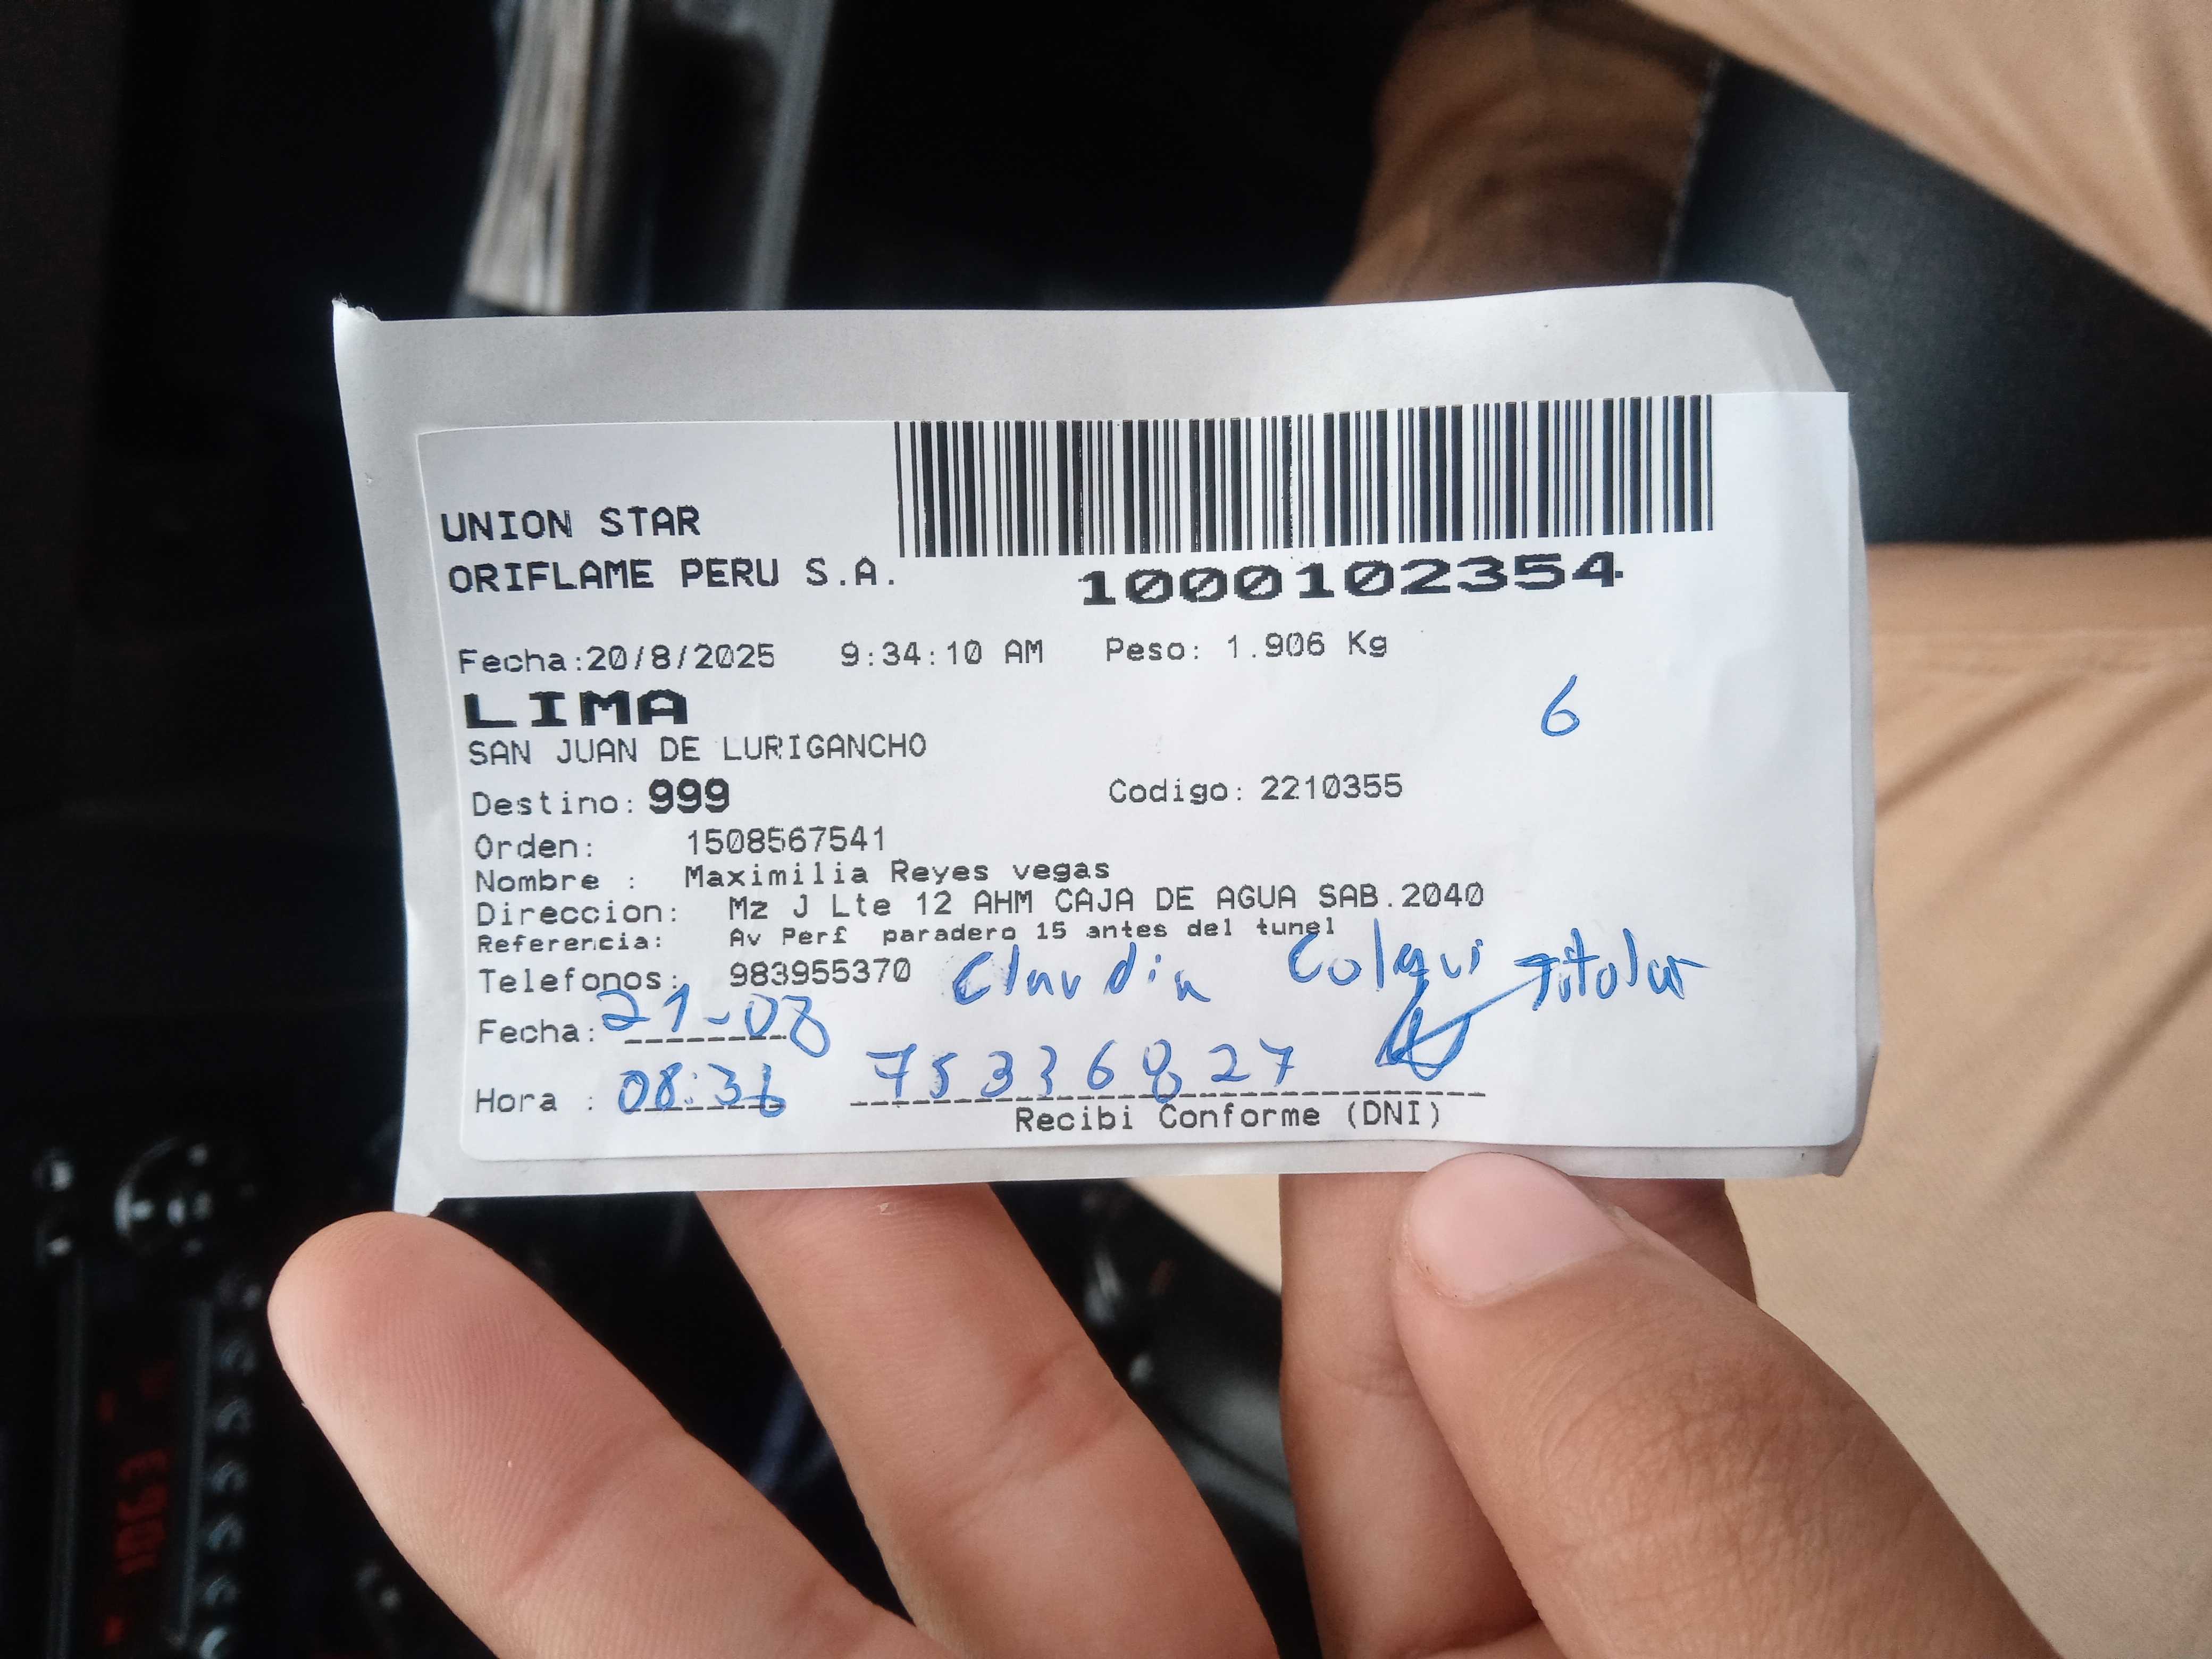 UNION STAR
ORIFLAME PERU S.A.
1000102354
Fecha:20/8/2025 9:34:10 AM Peso: 1.906 Kg
LIMA
6
SAN JUAN DE LURIGANCHO
Destino: 999 Codigo: 2210355
Orden: 1508567541
Nombre : Maximilia Reyes vegas
Direccion: Mz J Lte 12 AHM CAJA DE AGUA SAB.2040
Referencia: Av Perf paradero 15 antes del tunel
Telefonos: 983955370 Claudia Colqui titular
Fecha: 21-08
Hora : 08:36 75336827
Recibi Conforme (DNI)